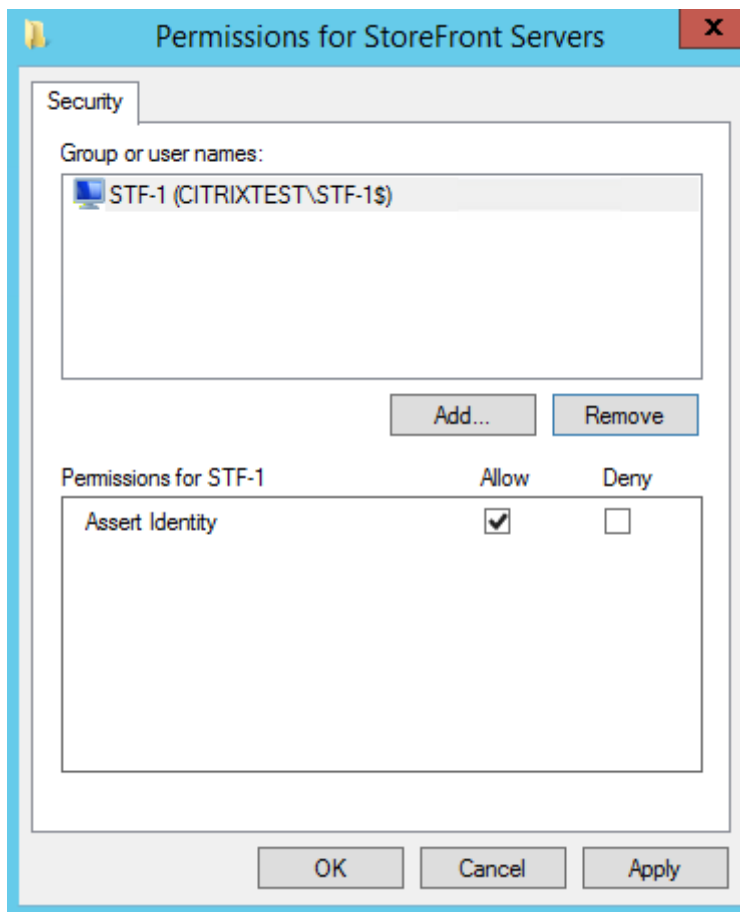 Permissions for StoreFront Servers
x
Security
Group or user names:
STF-1 (CITRIXTEST\STF-1$)
Add... Remove
Permissions for STF-1 Allow Deny
Assert Identity
OK Cancel Apply